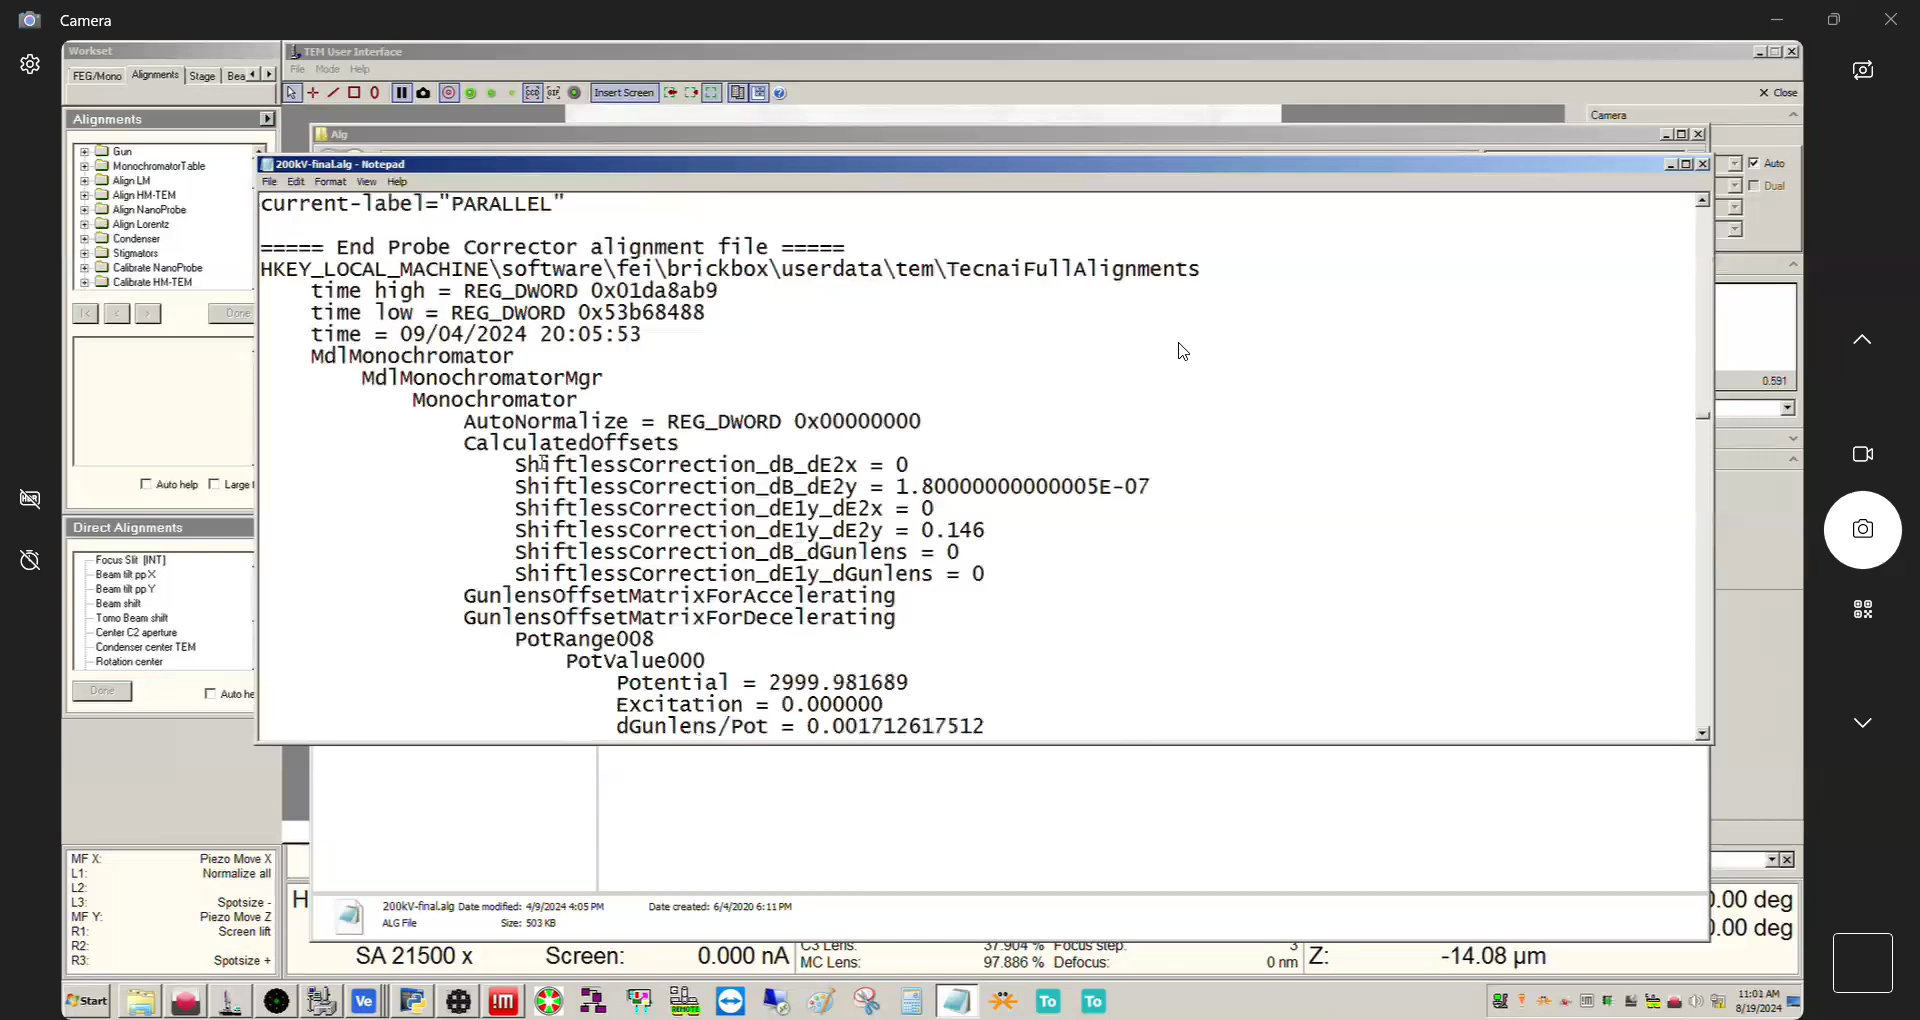 Camera
Workset
FEG/Mono Alignments Stage Bea
TEM User Interface
File Mode Help
Insert Screen
Close
Alignments
Gun
MonochromatorTable
Align LM
Align HM-TEM
Align NanoProbe
Align Lorentz
Condenser
Stigmators
Calibrate NanoProbe
Calibrate HM-TEM
Done
Auto help Large
Direct Alignments
Focus Slit [INT]
Beam tilt pp X
Beam tilt pp Y
Beam shift
Tomo Beam shift
Center C2 aperture
Condenser center TEM
Rotation center
Done
Auto he
MF X: Piezo Move X
L1: Normalize all
L2:
L3: Spotsize -
MF Y: Piezo Move Z
R1: Screen lift
R2:
R3: Spotsize +
Camera
Auto
Dual
0.591
Alg
200kV-final.alg - Notepad
File Edit Format View Help
current-label="PARALLEL"
===== End Probe Corrector alignment file =====
HKEY_LOCAL_MACHINE\software\fei\brickbox\userdata\tem\TecnaiFullAlignments
time high = REG_DWORD 0x01da8ab9
time low = REG_DWORD 0x53b68488
time = 09/04/2024 20:05:53
MdlMonochromator
MdlMonochromatorMgr
Monochromator
AutoNormalize = REG_DWORD 0x00000000
CalculatedOffsets
ShiftlessCorrection_dB_dE2x = 0
ShiftlessCorrection_dB_dE2y = 1.80000000000005E-07
ShiftlessCorrection_dE1y_dE2x = 0
ShiftlessCorrection_dE1y_dE2y = 0.146
ShiftlessCorrection_dB_dGunlens = 0
ShiftlessCorrection_dE1y_dGunlens = 0
GunlensOffsetMatrixForAccelerating
GunlensOffsetMatrixForDecelerating
PotRange008
PotValue000
Potential = 2999.981689
Excitation = 0.000000
dGunlens/Pot = 0.001712617512
200kV-final.alg Date modified: 4/9/2024 4:05 PM Date created: 6/4/2020 6:11 PM
ALG File Size: 503 KB
H
.00 deg
.00 deg
C3 Lens: 37.904 % Focus step: 3
SA 21500 x Screen: 0.000 nA MC Lens: 97.886 % Defocus: 0 nm Z: -14.08 µm
Start
Ve
REMOTE
To
To
11:01 AM
8/19/2024